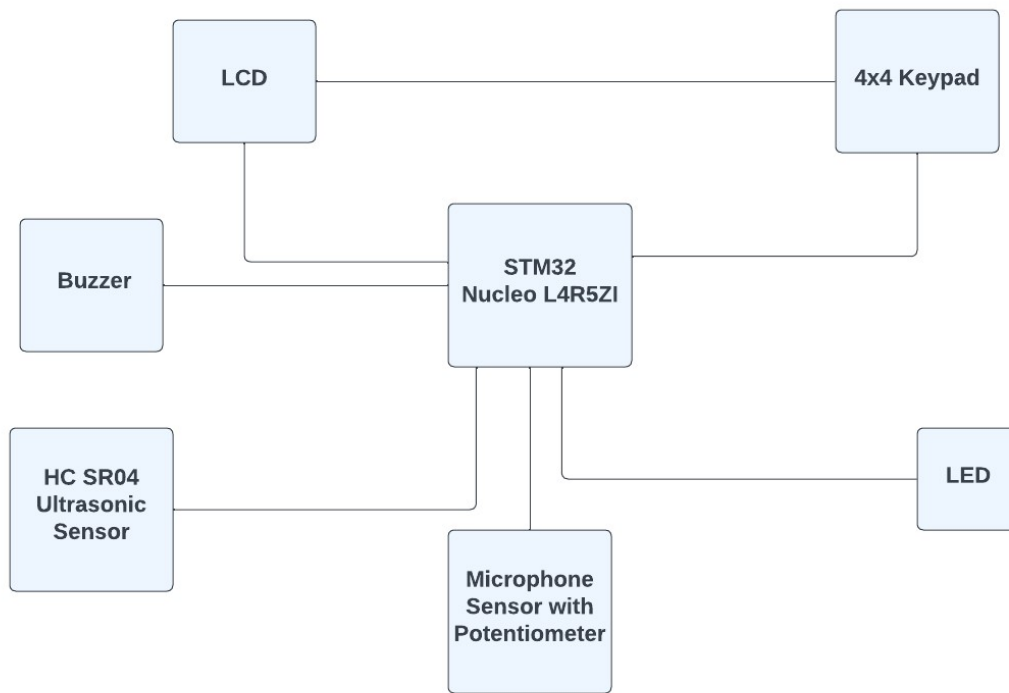 LCD
4x4 Keypad
STM32
Nucleo L4R5ZI
Buzzer
HC SR04
Ultrasonic
Sensor
LED
Microphone
Sensor with
Potentiometer